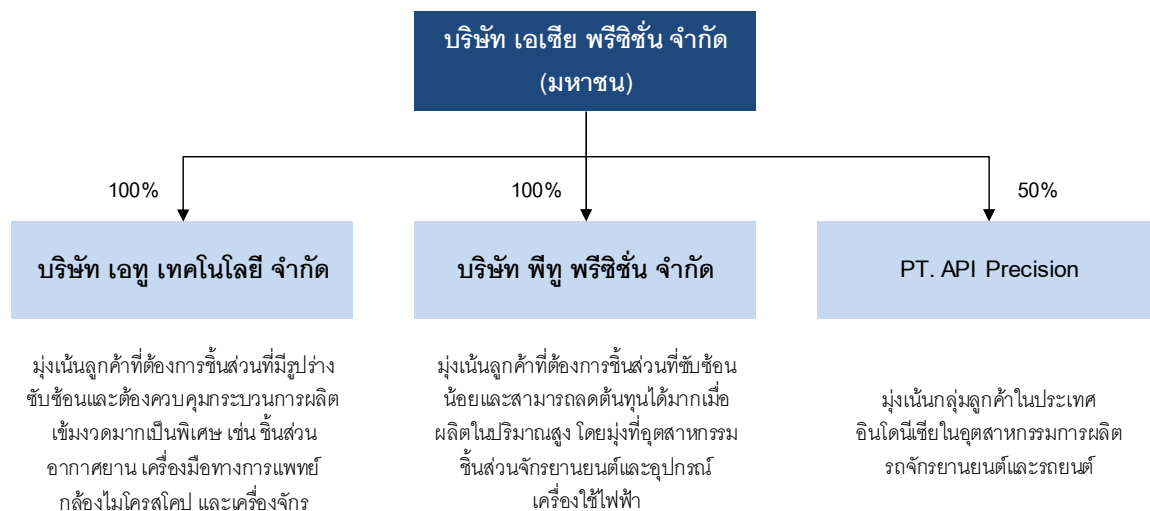 บริษัท เอเซีย พรีซิชั่น จำกัด
(มหาชน)
100%
100%
50%
บริษัท เอทู เทคโนโลยี จำกัด
บริษัท พีทู พรีซิชั่น จำกัด
PT. API Precision
มุ่งเน้นลูกค้าที่ต้องการชิ้นส่วนที่มีรูปร่าง
ซับซ้อนและต้องควบคุมกระบวนการผลิต
เข้มงวดมากเป็นพิเศษ เช่น ชิ้นส่วน
อากาศยาน เครื่องมือทางการแพทย์
กล้องไมโครสโคป และเครื่องจักร
มุ่งเน้นลูกค้าที่ต้องการชิ้นส่วนที่ซับซ้อน
น้อยและสามารถลดต้นทุนได้มากเมื่อ
ผลิตในปริมาณสูง โดยมุ่งที่อุตสาหกรรม
ชิ้นส่วนจักรยานยนต์และอุปกรณ์
เครื่องใช้ไฟฟ้า
มุ่งเน้นกลุ่มลูกค้าในประเทศ
อินโดนีเซียในอุตสาหกรรมการผลิต
รถจักรยานยนต์และรถยนต์